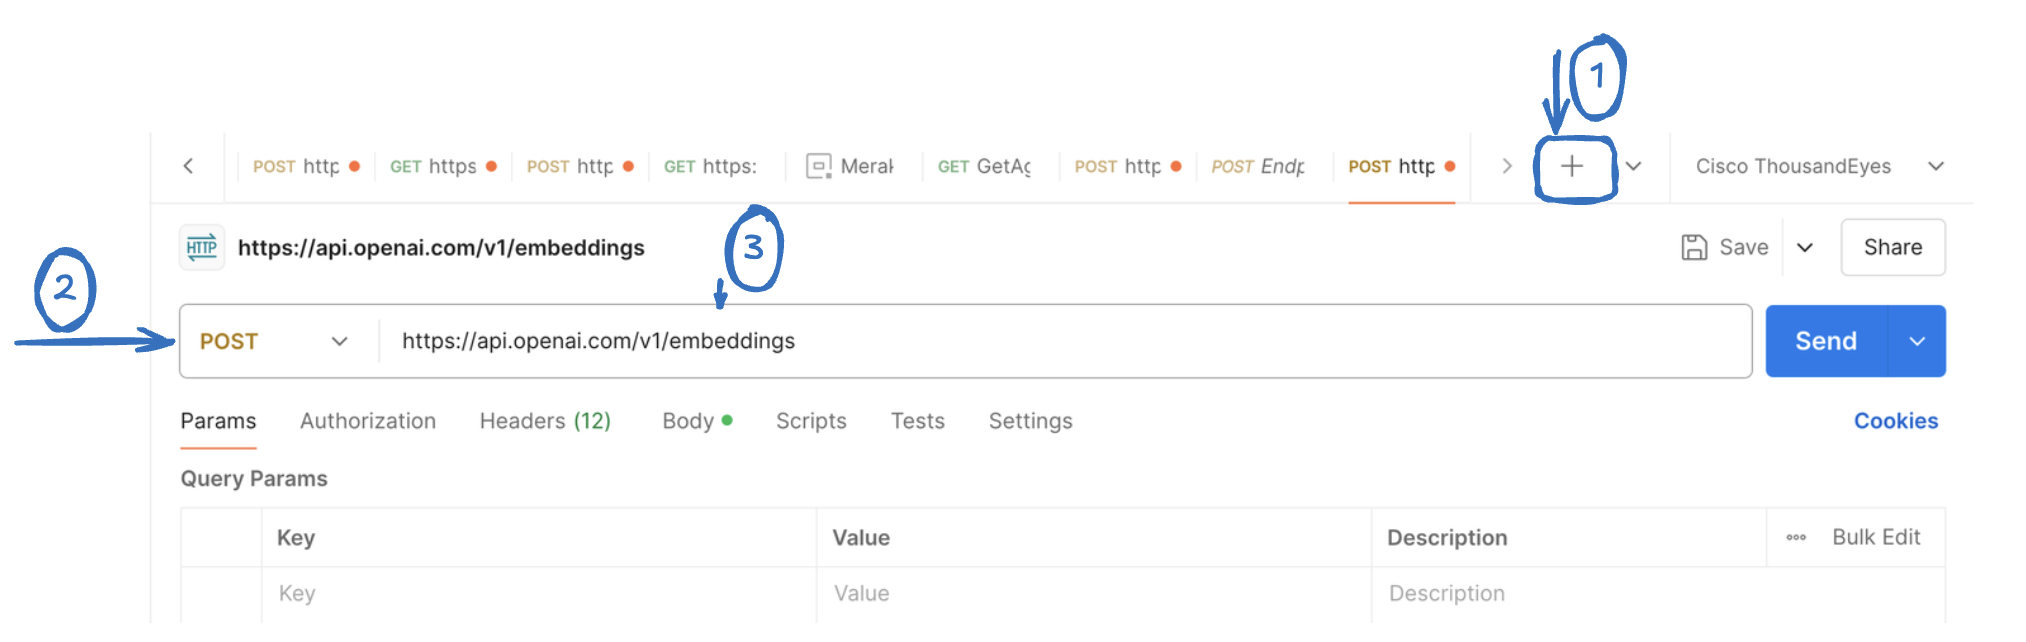 1
POST http GET https POST http GET https: Merak GET GetAg POST http POST Endp POST http Cisco ThousandEyes
3
HTTP https://api.openai.com/v1/embeddings Save Share
2
POST https://api.openai.com/v1/embeddings Send
Params Authorization Headers (12) Body Scripts Tests Settings Cookies
Query Params
Key Value Description Bulk Edit
Key Value Description